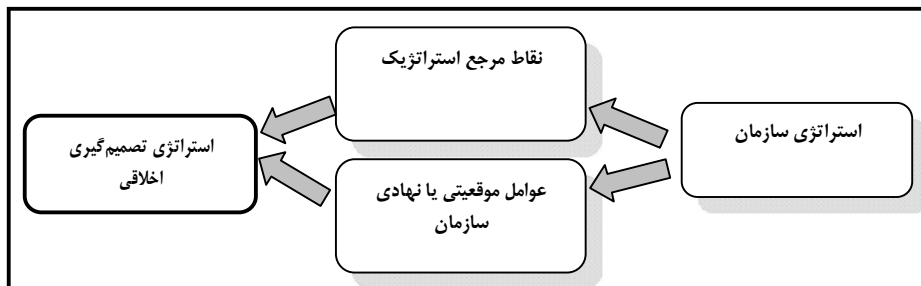 نقاط مرجع استراتژیک
استراتژی سازمان
استراتژی تصمیم‌گیری
اخلاقی
عوامل موقعیتی یا نهادی
سازمان